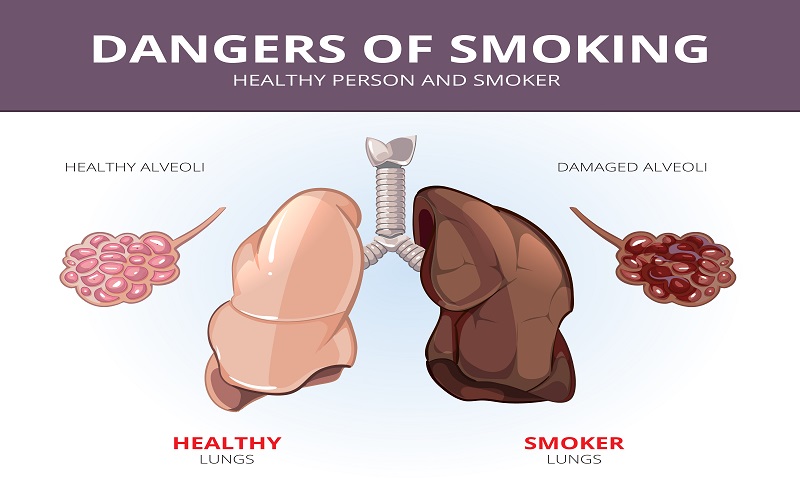 DANGERS OF SMOKING
HEALTHY PERSON AND SMOKER
HEALTHY ALVEOLI
DAMAGED ALVEOLI
HEALTHY
LUNGS
SMOKER
LUNGS